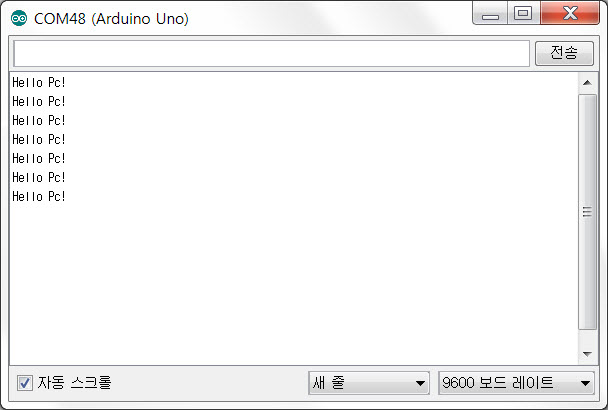 COM48 (Arduino Uno)
전송
Hello Pc!
Hello Pc!
Hello Pc!
Hello Pc!
Hello Pc!
Hello Pc!
Hello Pc!
자동 스크롤
새 줄
9600 보드 레이트